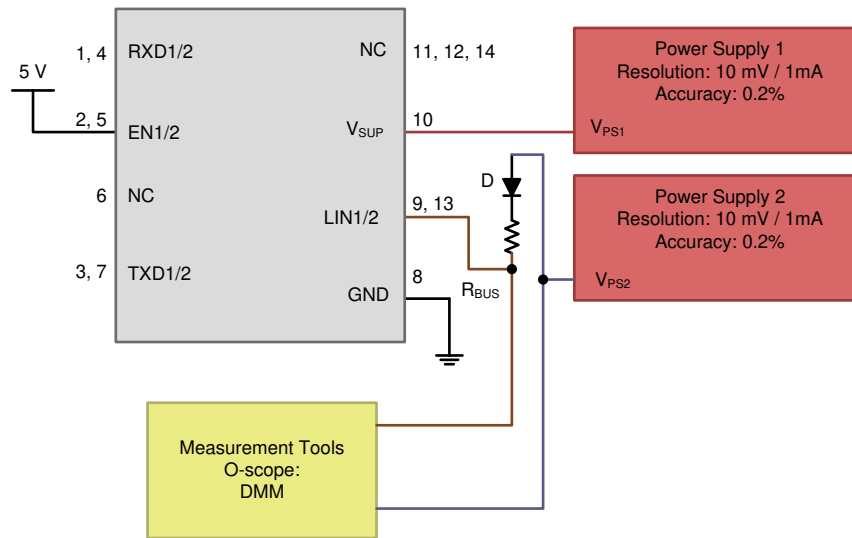 5 V
1, 4
RXD1/2
NC
11, 12, 14
2, 5
EN1/2
VSUP
10
6
NC
LIN1/2
9, 13
3, 7
TXD1/2
GND
8
D
RBUS
Power Supply 1
Resolution: 10 mV / 1mA
Accuracy: 0.2%
VPS1
Power Supply 2
Resolution: 10 mV / 1mA
Accuracy: 0.2%
VPS2
Measurement Tools
O-scope:
DMM